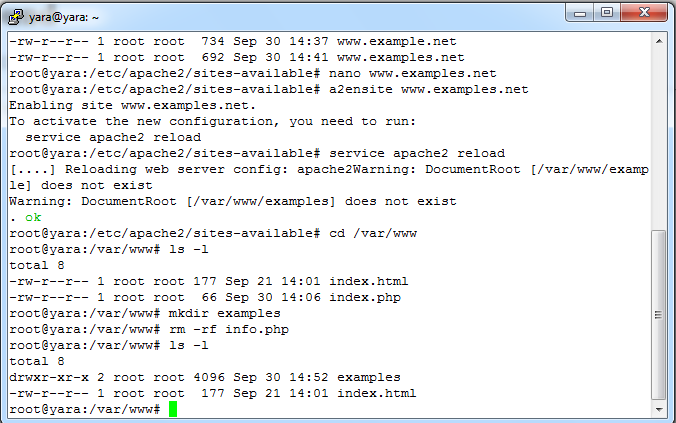 yara@yara: ~
-rw-r--r-- 1 root root  734 Sep 30 14:37 www.example.net
-rw-r--r-- 1 root root  692 Sep 30 14:41 www.examples.net
root@yara:/etc/apache2/sites-available# nano www.examples.net
root@yara:/etc/apache2/sites-available# a2ensite www.examples.net
Enabling site www.examples.net.
To activate the new configuration, you need to run:
  service apache2 reload
root@yara:/etc/apache2/sites-available# service apache2 reload
[....] Reloading web server config: apache2Warning: DocumentRoot [/var/www/examp
le] does not exist
Warning: DocumentRoot [/var/www/examples] does not exist
. ok
root@yara:/etc/apache2/sites-available# cd /var/www
root@yara:/var/www# ls -l
total 8
-rw-r--r-- 1 root root 177 Sep 21 14:01 index.html
-rw-r--r-- 1 root root  66 Sep 30 14:06 index.php
root@yara:/var/www# mkdir examples
root@yara:/var/www# rm -rf info.php
root@yara:/var/www# ls -l
total 8
drwxr-xr-x 2 root root 4096 Sep 30 14:52 examples
-rw-r--r-- 1 root root  177 Sep 21 14:01 index.html
root@yara:/var/www#